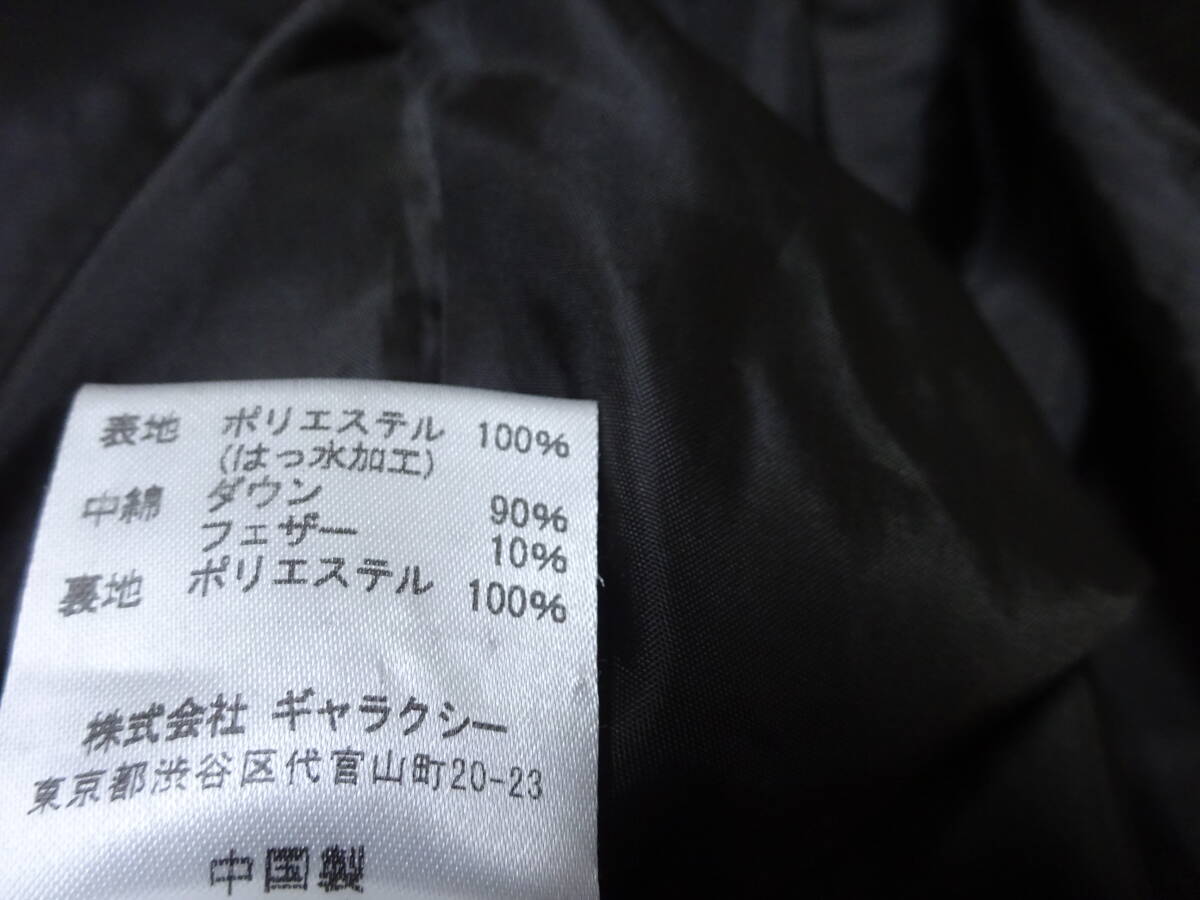 表地 ポリエステル 100%
(はっ水加工)
中綿 ダウン 90%
フェザー 10%
裏地 ポリエステル 100%
株式会社 ギャラクシー
東京都渋谷区代官山町20-23
中国製